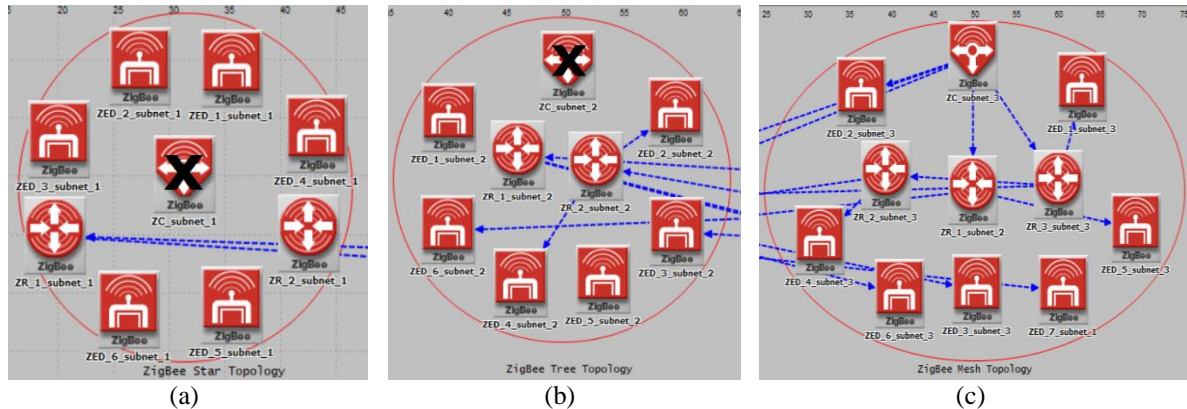 20 25 30 35 40 45
ZigBee ZigBee
ZED_2_subnet_1 ZED_1_subnet_1
ZigBee ZigBee
ZED_3_subnet_1 ZED_4_subnet_1
ZigBee
ZC_subnet_1
ZigBee ZigBee
ZR_1_subnet_1 ZR_2_subnet_1
ZigBee ZigBee
ZED_6_subnet_1 ZED_5_subnet_1
ZigBee Star Topology
(a)
40 45 50 55 60
ZigBee
ZC_subnet_2
ZigBee ZigBee
ZED_1_subnet_2 ZED_2_subnet_2
ZigBee ZigBee
ZR_1_subnet_2 ZR_2_subnet_2
ZigBee ZigBee
ZED_6_subnet_2 ZED_3_subnet_2
ZigBee ZigBee
ZED_4_subnet_2 ZED_5_subnet_2
ZigBee Tree Topology
(b)
25 30 35 40 45 50 55 60 65 70 75
ZigBee
ZC_subnet_3
ZigBee ZigBee
ZED_2_subnet_3 ZED_1_subnet_3
ZigBee ZigBee ZigBee
ZR_2_subnet_3 ZR_1_subnet_2 ZR_3_subnet_3
ZigBee ZigBee
ZED_4_subnet_3 ZED_5_subnet_3
ZigBee ZigBee ZigBee
ZED_6_subnet_3 ZED_3_subnet_3 ZED_7_subnet_1
ZigBee Mesh Topology
(c)